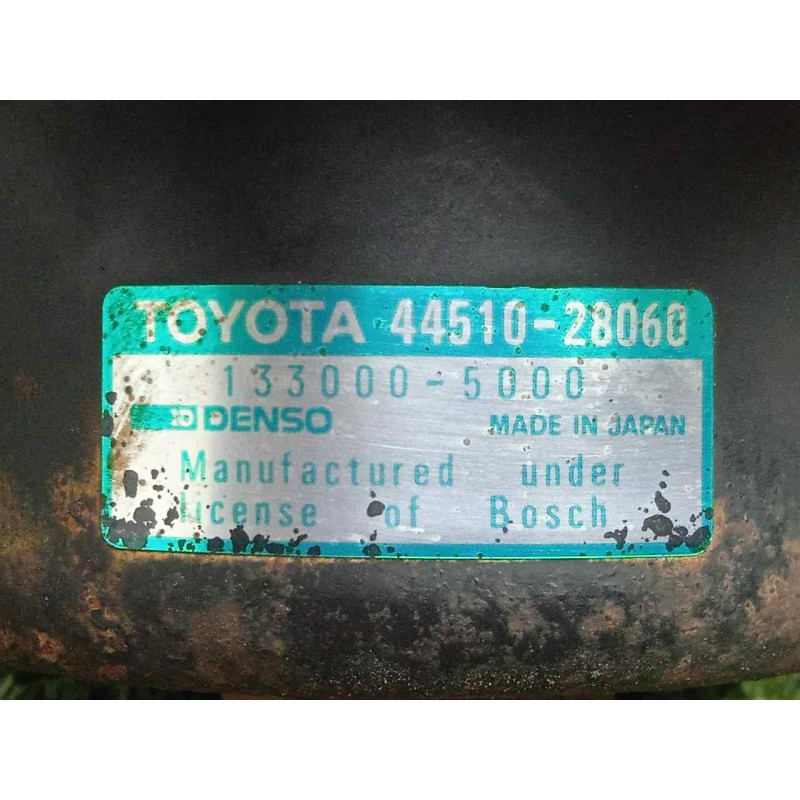 TOYOTA 44510-28060
133000-5000
DENSO MADE IN JAPAN
Manufactured under
license of Bosch